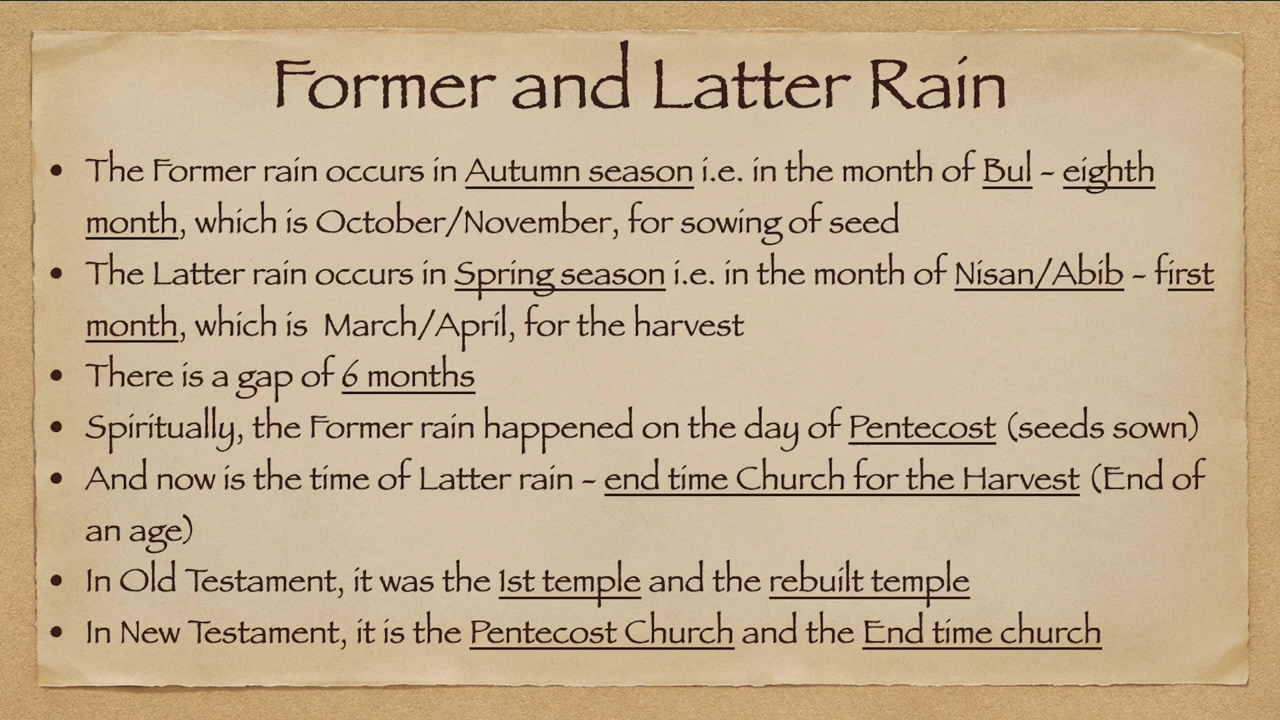 Former and Latter Rain
• The Former rain occurs in Autumn season i.e. in the month of Bul - eighth
month, which is October/November, for sowing of seed
• The Latter rain occurs in Spring season i.e. in the month of Nisan/Abib - first
month, which is March/April, for the harvest
• There is a gap of 6 months
• Spiritually, the Former rain happened on the day of Pentecost (seeds sown)
• And now is the time of Latter rain - end time Church for the Harvest (End of
an age)
• In Old Testament, it was the 1st temple and the rebuilt temple
• In New Testament, it is the Pentecost Church and the End time church